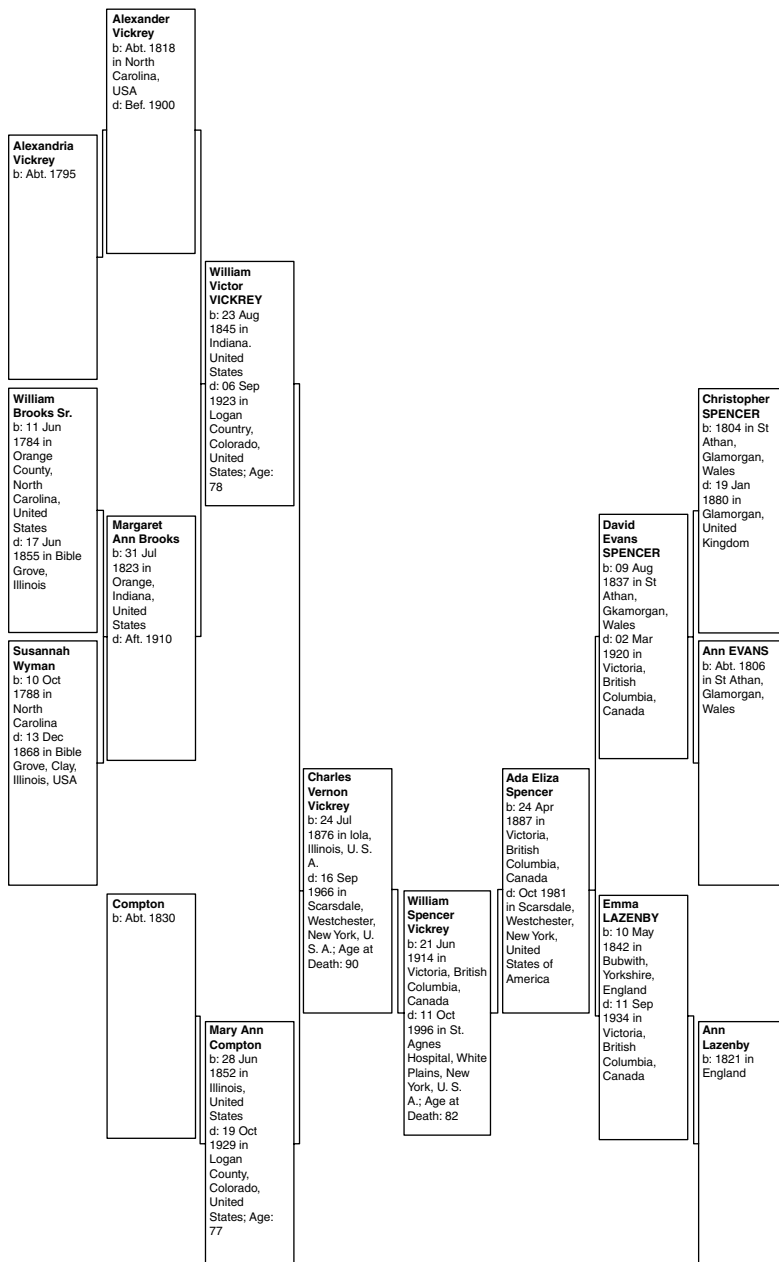 Alexander
Vickrey
b: Abt. 1818
in North
Carolina,
USA
d: Bef. 1900
Alexandria
Vickrey
b: Abt. 1795
William
Victor
VICKREY
b: 23 Aug
1845 in
Indiana.
United
States
d: 06 Sep
1923 in
Logan
Country,
Colorado,
United
States; Age:
78
William
Brooks Sr.
b: 11 Jun
1784 in
Orange
County,
North
Carolina,
United
States
d: 17 Jun
1855 in Bible
Grove,
Illinois
Christopher
SPENCER
b: 1804 in St
Athan,
Glamorgan,
Wales
d: 19 Jan
1880 in
Glamorgan,
United
Kingdom
Margaret
Ann Brooks
b: 31 Jul
1823 in
Orange,
Indiana,
United
States
d: Aft. 1910
David
Evans
SPENCER
b: 09 Aug
1837 in St
Athan,
Gkamorgan,
Wales
d: 02 Mar
1920 in
Victoria,
British
Columbia,
Canada
Susannah
Wyman
b: 10 Oct
1788 in
North
Carolina
d: 13 Dec
1868 in Bible
Grove, Clay,
Illinois, USA
Ann EVANS
b: Abt. 1806
in St Athan,
Glamorgan,
Wales
Charles
Vernon
Vickrey
b: 24 Jul
1876 in Iola,
Illinois, U. S.
A.
d: 16 Sep
1966 in
Scarsdale,
Westchester,
New York, U.
S. A.; Age at
Death: 90
Ada Eliza
Spencer
b: 24 Apr
1887 in
Victoria,
British
Columbia,
Canada
d: Oct 1981
in Scarsdale,
Westchester,
New York,
United
States of
America
Compton
b: Abt. 1830
William
Spencer
Vickrey
b: 21 Jun
1914 in
Victoria, British
Columbia,
Canada
d: 11 Oct
1996 in St.
Agnes
Hospital, White
Plains, New
York, U. S.
A.; Age at
Death: 82
Emma
LAZENBY
b: 10 May
1842 in
Bubwith,
Yorkshire,
England
d: 11 Sep
1934 in
Victoria,
British
Columbia,
Canada
Mary Ann
Compton
b: 28 Jun
1852 in
Illinois,
United
States
d: 19 Oct
1929 in
Logan
County,
Colorado,
United
States; Age:
77
Ann
Lazenby
b: 1821 in
England